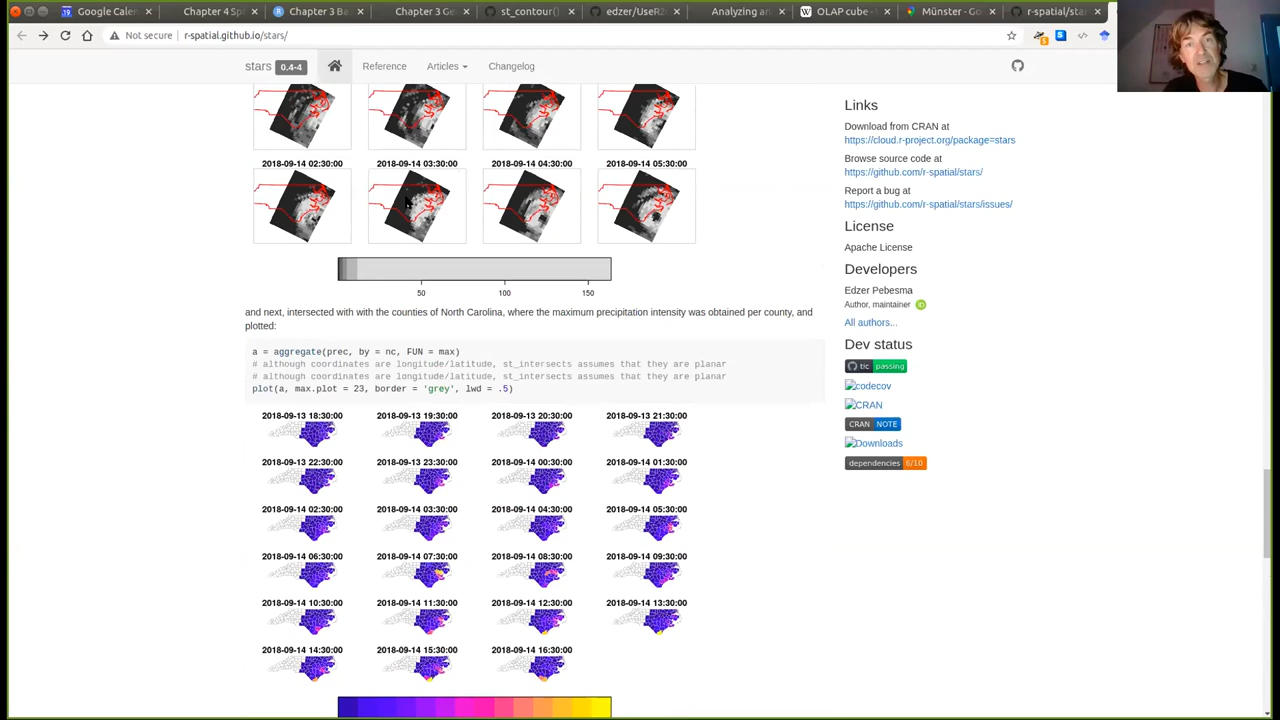 Google Calen
Chapter 4 Sp
Chapter 3 Ba
Chapter 3 Ge
st_contour()
edzer/UseR2
Analyzing an
OLAP cube -
Münster - Go
r-spatial/star
Not secure r-spatial.github.io/stars/
stars 0.4-4 Reference Articles Changelog
2018-09-14 02:30:00 2018-09-14 03:30:00 2018-09-14 04:30:00 2018-09-14 05:30:00
50 100 150
and next, intersected with with the counties of North Carolina, where the maximum precipitation intensity was obtained per county, and
plotted:
a = aggregate(prec, by = nc, FUN = max)
# although coordinates are longitude/latitude, st_intersects assumes that they are planar
# although coordinates are longitude/latitude, st_intersects assumes that they are planar
plot(a, max.plot = 23, border = 'grey', lwd = .5)
2018-09-13 18:30:00 2018-09-13 19:30:00 2018-09-13 20:30:00 2018-09-13 21:30:00
2018-09-13 22:30:00 2018-09-13 23:30:00 2018-09-14 00:30:00 2018-09-14 01:30:00
2018-09-14 02:30:00 2018-09-14 03:30:00 2018-09-14 04:30:00 2018-09-14 05:30:00
2018-09-14 06:30:00 2018-09-14 07:30:00 2018-09-14 08:30:00 2018-09-14 09:30:00
2018-09-14 10:30:00 2018-09-14 11:30:00 2018-09-14 12:30:00 2018-09-14 13:30:00
2018-09-14 14:30:00 2018-09-14 15:30:00 2018-09-14 16:30:00
Links
Download from CRAN at
https://cloud.r-project.org/package=stars
Browse source code at
https://github.com/r-spatial/stars/
Report a bug at
https://github.com/r-spatial/stars/issues/
License
Apache License
Developers
Edzer Pebesma
Author, maintainer
All authors...
Dev status
tic passing
codecov
CRAN
CRAN NOTE
Downloads
dependencies 6/10